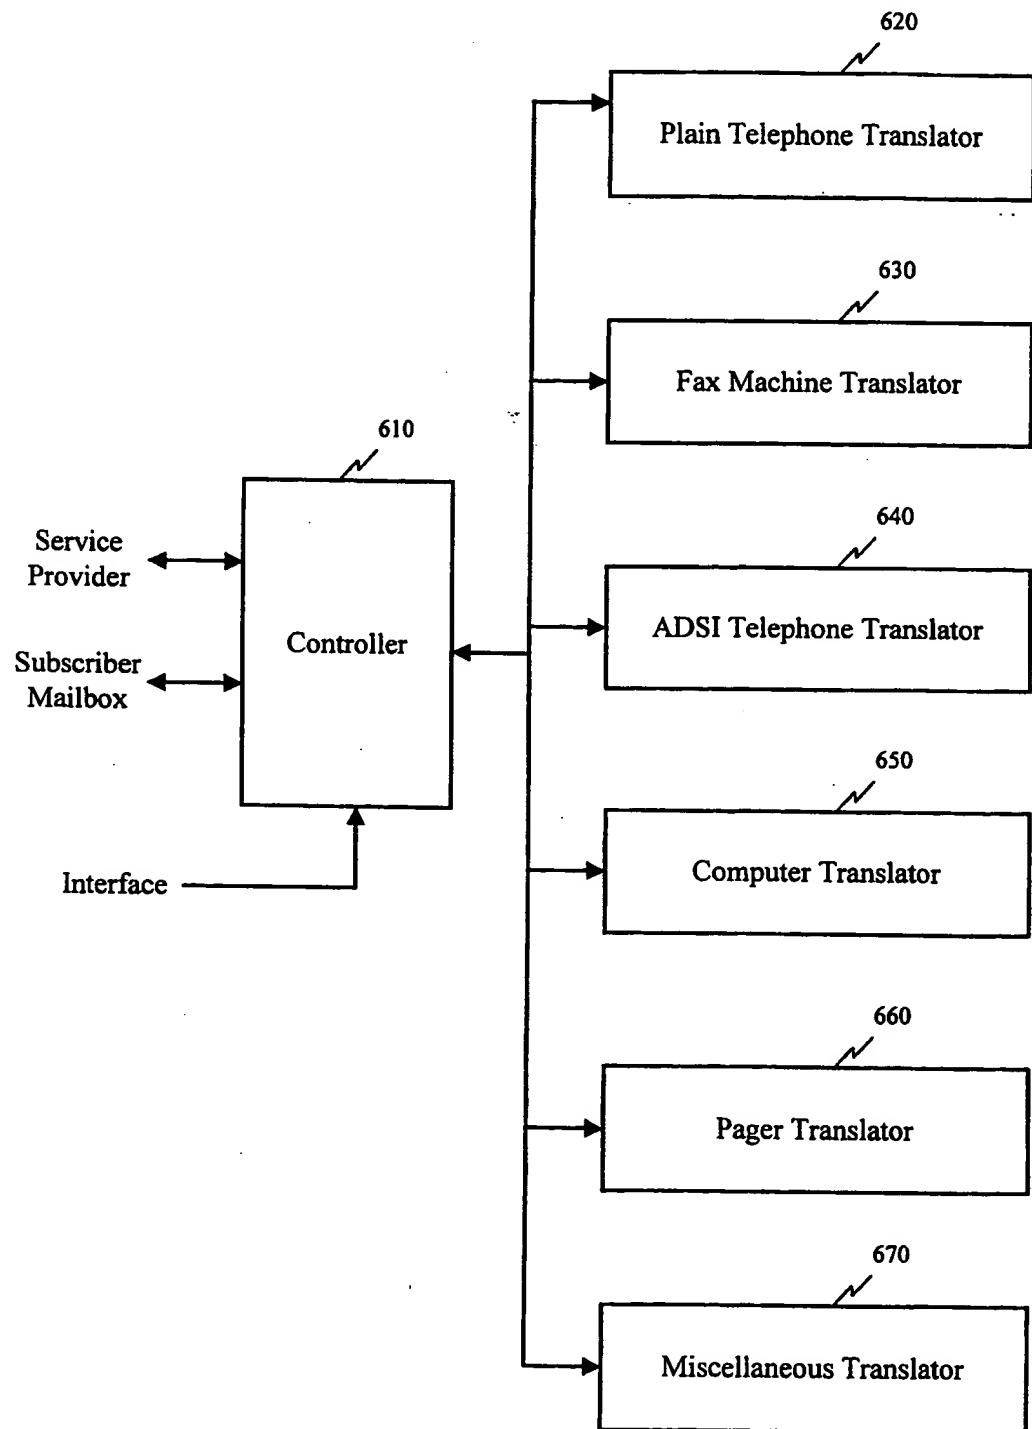 620
Plain Telephone Translator
630
Fax Machine Translator
610
640
Service
Provider
ADSI Telephone Translator
Controller
Subscriber
Mailbox
650
Computer Translator
Interface
660
Pager Translator
670
Miscellaneous Translator